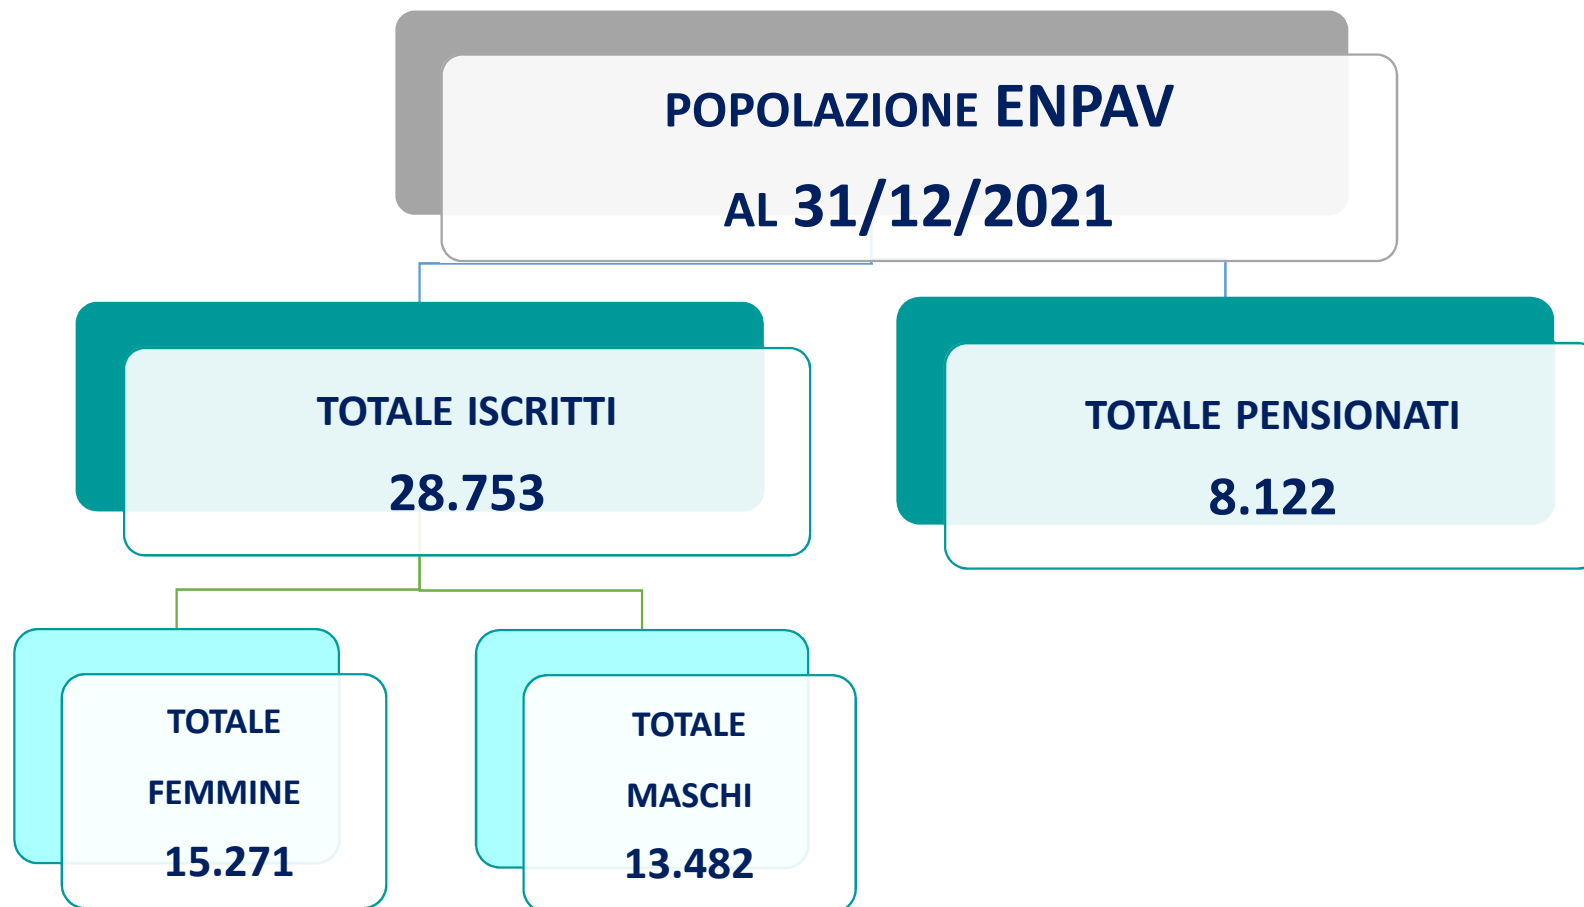 POPOLAZIONE ENPAV
AL 31/12/2021
TOTALE ISCRITTI
28.753
TOTALE PENSIONATI
8.122
TOTALE
FEMMINE
15.271
TOTALE
MASCHI
13.482